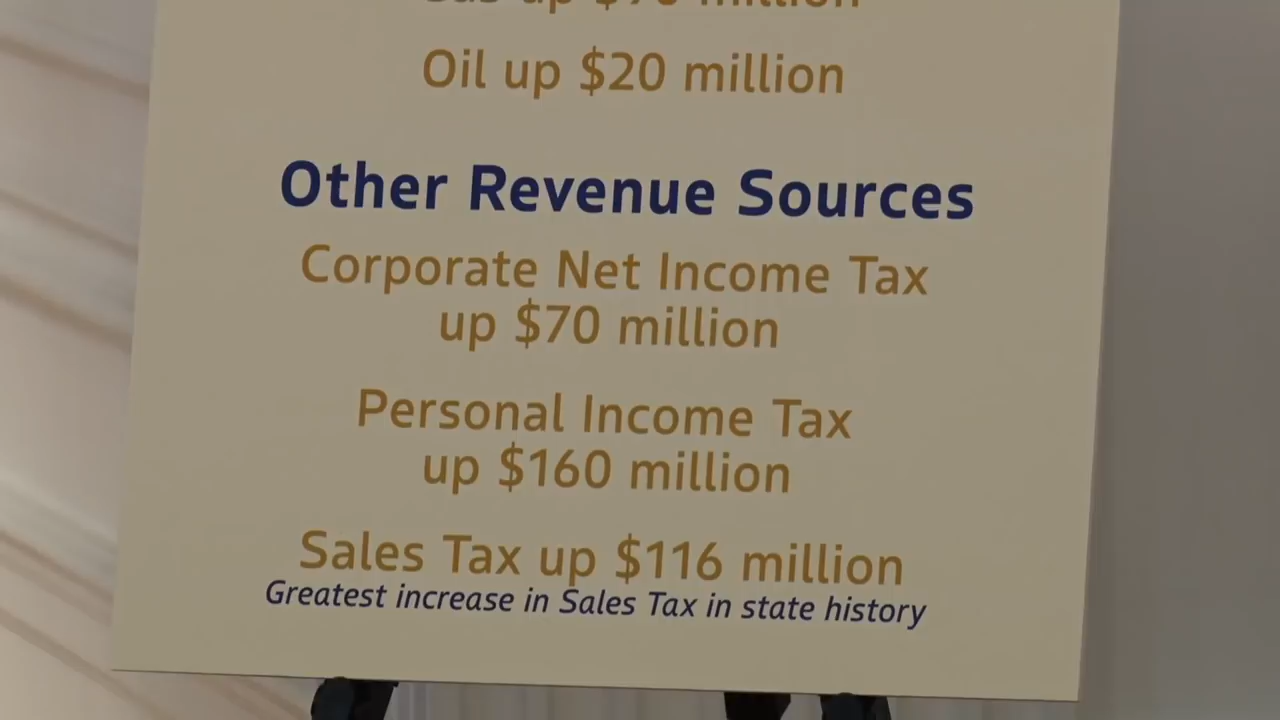 million
Oil up $20 million
Other Revenue Sources
Corporate Net Income Tax
up $70 million
Personal Income Tax
up $160 million
Sales Tax up $116 million
Greatest increase in Sales Tax in state history